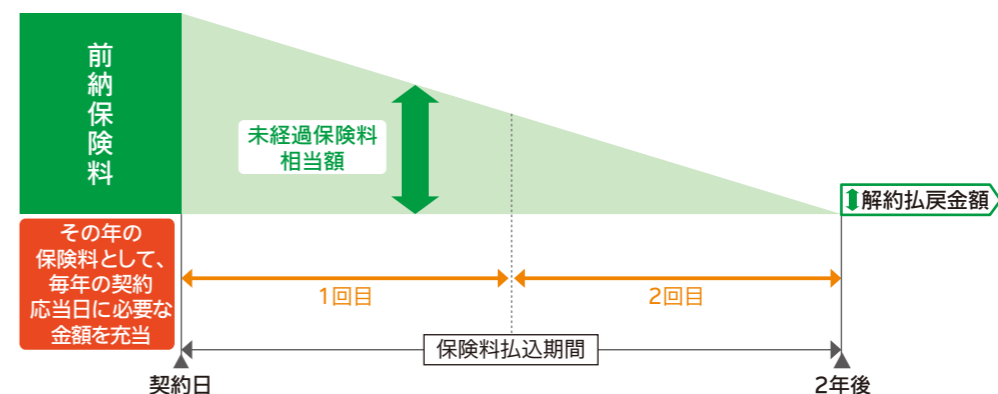 前納保険料
未経過保険料
相当額
解約払戻金額
その年の
保険料として、
毎年の契約
応当日に必要な
金額を充当
1回目
2回目
保険料払込期間
契約日
2年後